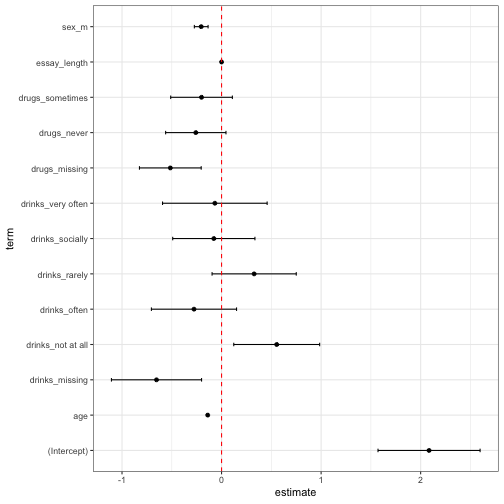 sex_m
essay_length
drugs_sometimes
drugs_never
drugs_missing
drinks_very often
drinks_socially
drinks_rarely
drinks_often
drinks_not at all
drinks_missing
age
(Intercept)
term
-1 0 1 2
estimate